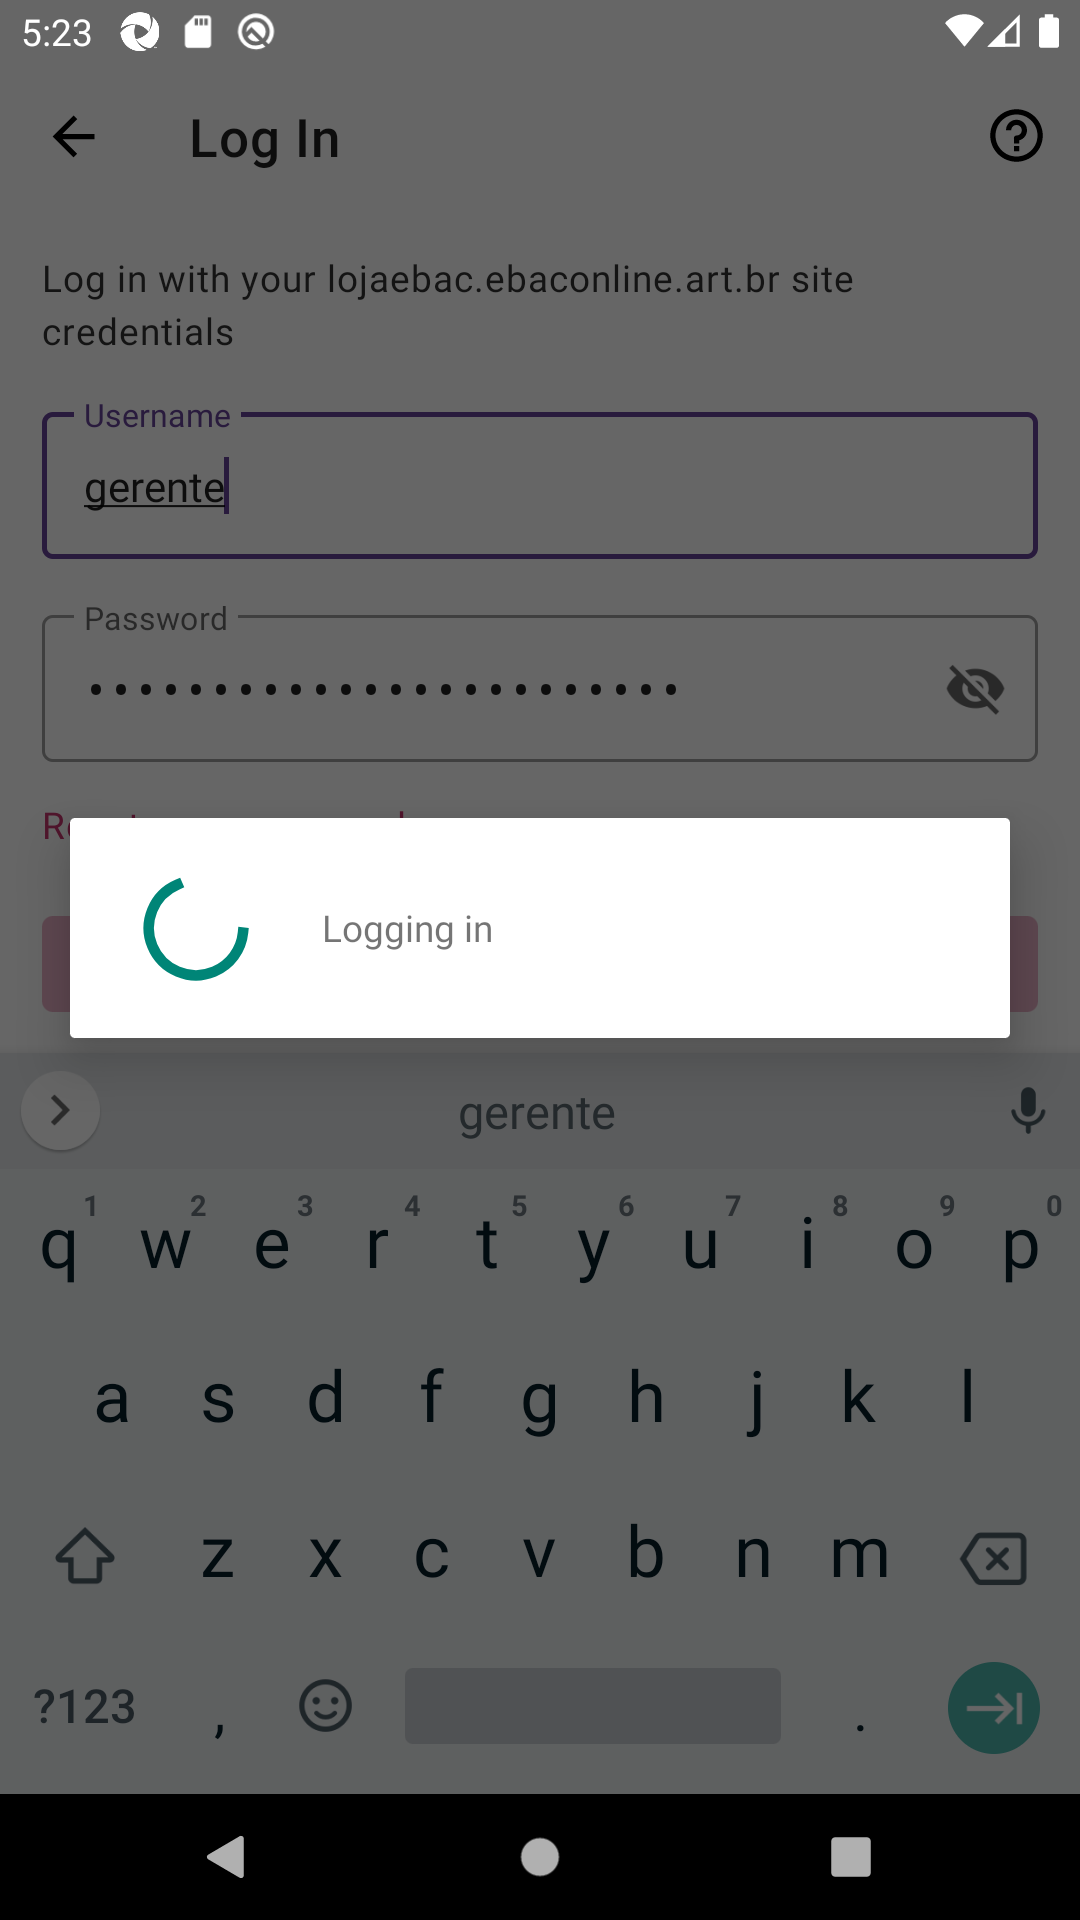 5:23
Log In
Log in with your lojaebac.ebaconline.art.br site
credentials
Username
gerente
Password
Logging in
gerente
1 2 3 4 5 6 7 8 9 0
q w e r t y u i o p
a s d f g h j k l
z x c v b n m
?123 , .